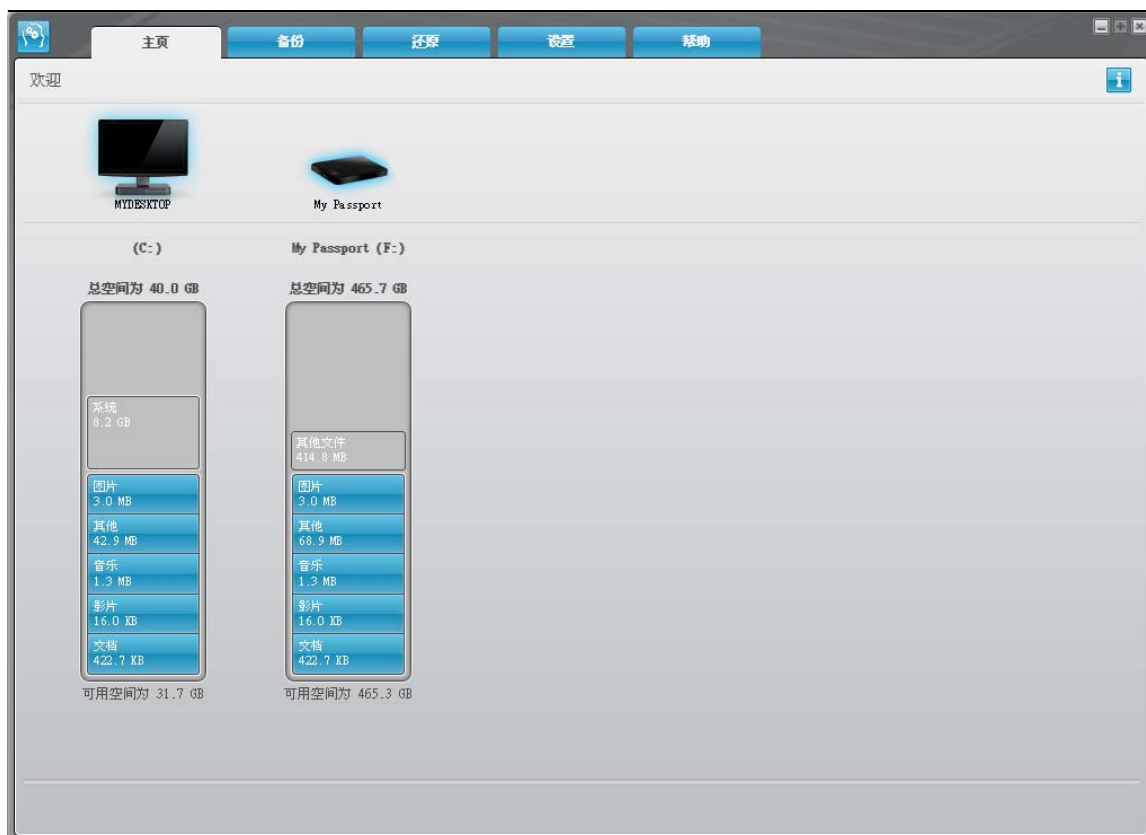 主页
备份
还原
设置
帮助
欢迎
MYDESKTOP
My Passport
(C:)
My Passport (F:)
总空间为 40.0 GB
总空间为 465.7 GB
系统
8.2 GB
图片
3.0 MB
其他
42.9 MB
音乐
1.3 MB
影片
16.0 KB
文档
422.7 KB
可用空间为 31.7 GB
其他文件
414.8 MB
图片
3.0 MB
其他
68.9 MB
音乐
1.3 MB
影片
16.0 KB
文档
422.7 KB
可用空间为 465.3 GB